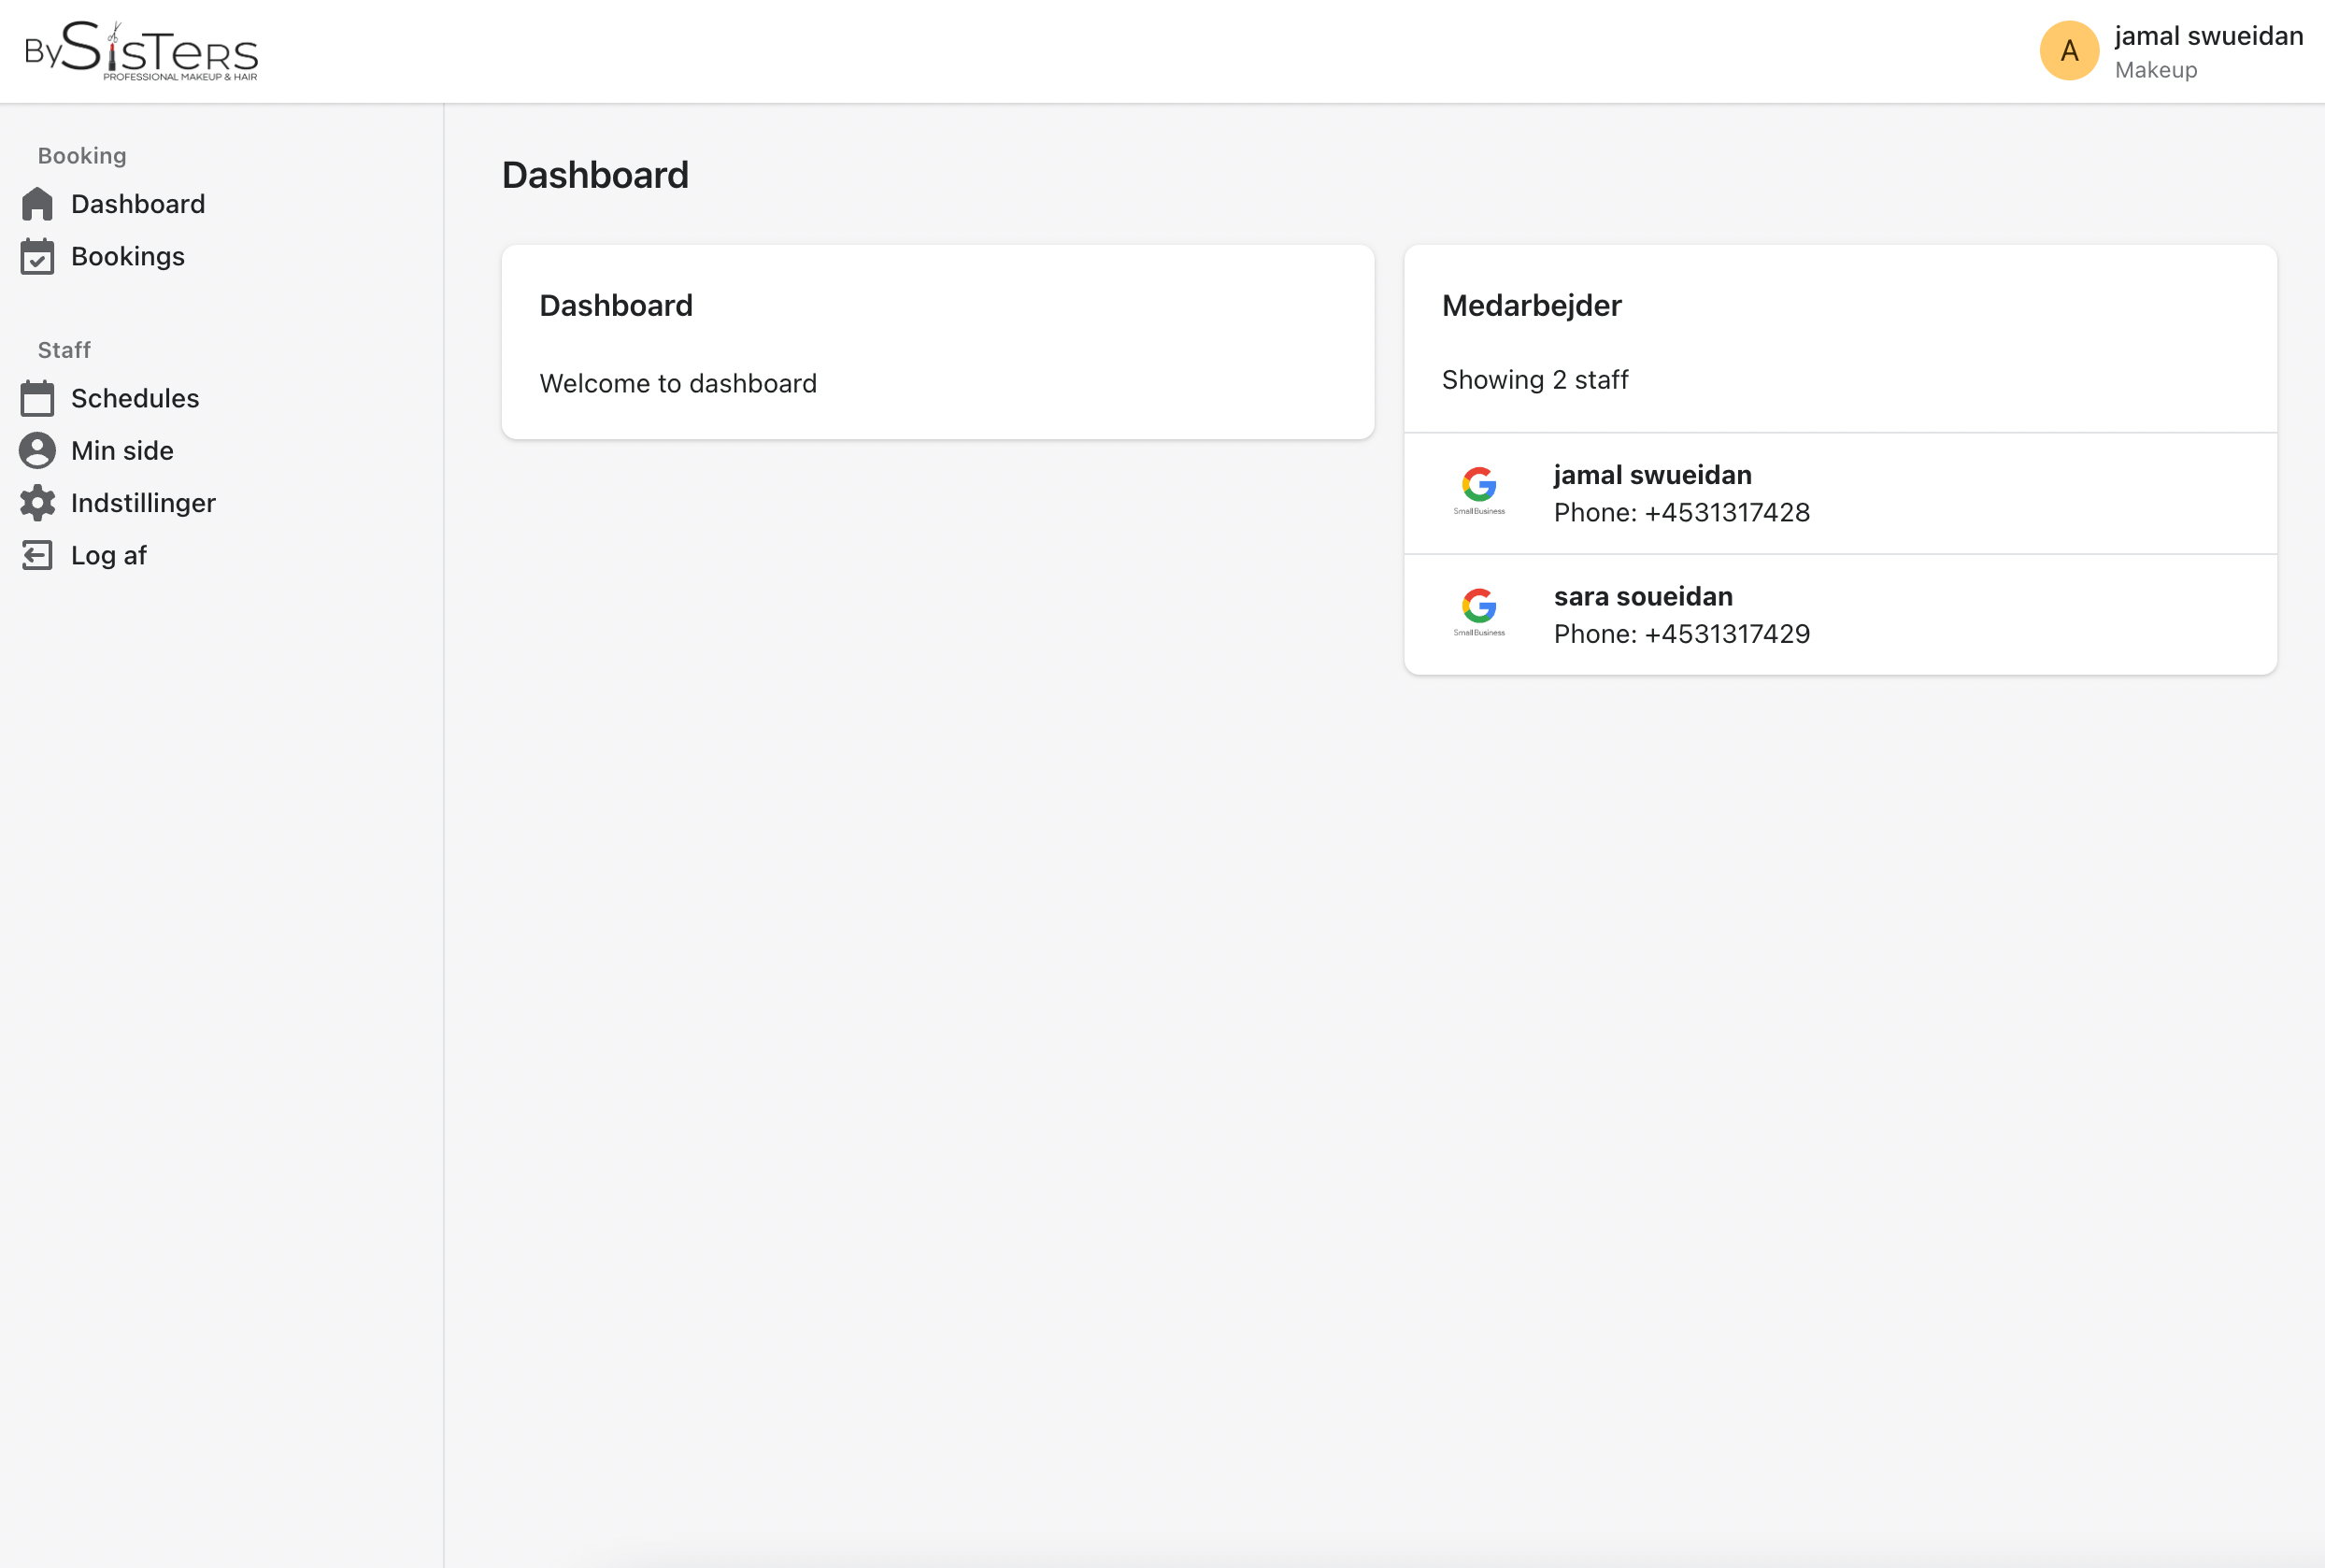 BySisTers
PROFESSIONAL MAKEUP & HAIR
A
jamal swueidan
Makeup
Booking
Dashboard
Bookings
Staff
Schedules
Min side
Indstillinger
Log af
Dashboard
Dashboard
Welcome to dashboard
Medarbejder
Showing 2 staff
Small Business
jamal swueidan
Phone: +4531317428
Small Business
sara soueidan
Phone: +4531317429